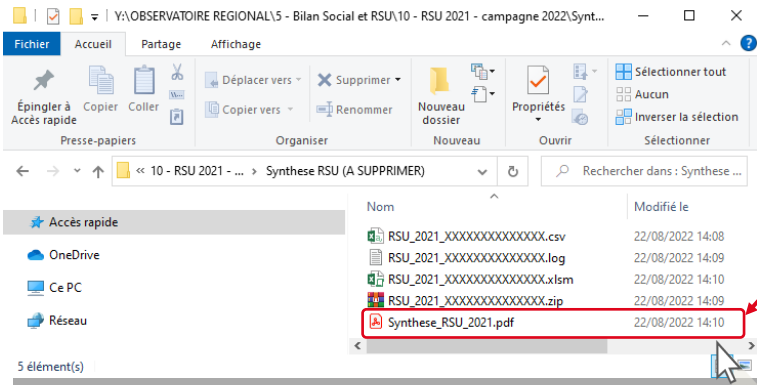 Y:\OBSERVATOIRE REGIONAL\5 - Bilan Social et RSU\10 - RSU 2021 - campagne 2022\Synt...
Fichier Accueil Partage Affichage
Épingler à Accès rapide
Copier
Coller
Presse-papiers
Déplacer vers
Copier vers
Supprimer
Renommer
Organiser
Nouveau dossier
Nouveau
Propriétés
Ouvrir
Sélectionner tout
Aucun
Inverser la sélection
Sélectionner
« 10 - RSU 2021 - ... › Synthese RSU (A SUPPRIMER)
Rechercher dans : Synthese ...
Accès rapide
OneDrive
Ce PC
Réseau
Nom Modifié le
RSU_2021_XXXXXXXXXXXXXX.csv 22/08/2022 14:08
RSU_2021_XXXXXXXXXXXXXX.log 22/08/2022 14:09
RSU_2021_XXXXXXXXXXXXXX.xlsm 22/08/2022 14:10
RSU_2021_XXXXXXXXXXXXXX.zip 22/08/2022 14:09
Synthese_RSU_2021.pdf 22/08/2022 14:10
5 élément(s)